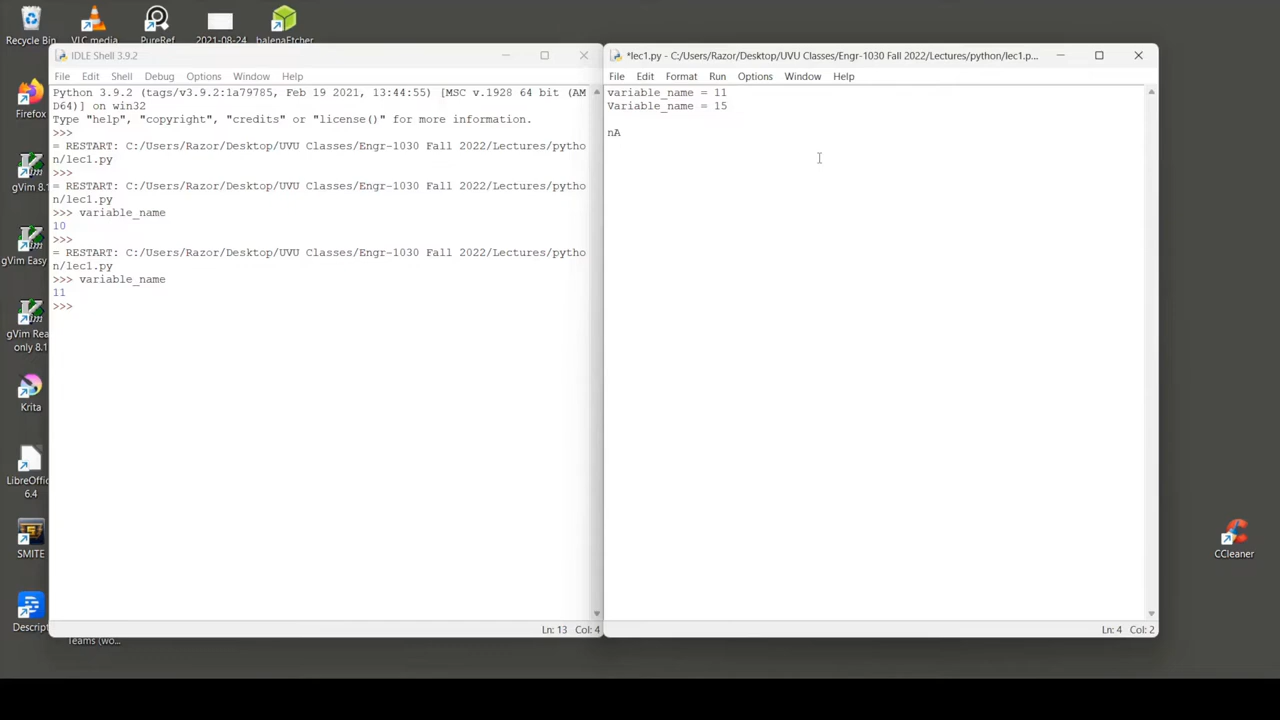 Recycle Bin
VLC media
PureRef
2021-08-24
balenaEtcher
Firefox
gVim 8.1
gVim Easy
gVim Rea
only 8.1
Krita
LibreOffic
6.4
SMITE
Descript
Teams (wo...
CCleaner
IDLE Shell 3.9.2
File Edit Shell Debug Options Window Help
Python 3.9.2 (tags/v3.9.2:1a79785, Feb 19 2021, 13:44:55) [MSC v.1928 64 bit (AM
D64)] on win32
Type "help", "copyright", "credits" or "license()" for more information.
>>>
= RESTART: C:/Users/Razor/Desktop/UVU Classes/Engr-1030 Fall 2022/Lectures/pytho
n/lec1.py
>>>
= RESTART: C:/Users/Razor/Desktop/UVU Classes/Engr-1030 Fall 2022/Lectures/pytho
n/lec1.py
>>> variable_name
10
>>>
= RESTART: C:/Users/Razor/Desktop/UVU Classes/Engr-1030 Fall 2022/Lectures/pytho
n/lec1.py
>>> variable_name
11
>>>
Ln: 13 Col: 4
*lec1.py - C:/Users/Razor/Desktop/UVU Classes/Engr-1030 Fall 2022/Lectures/python/lec1.p...
File Edit Format Run Options Window Help
variable_name = 11
Variable_name = 15
nA
Ln: 4 Col: 2